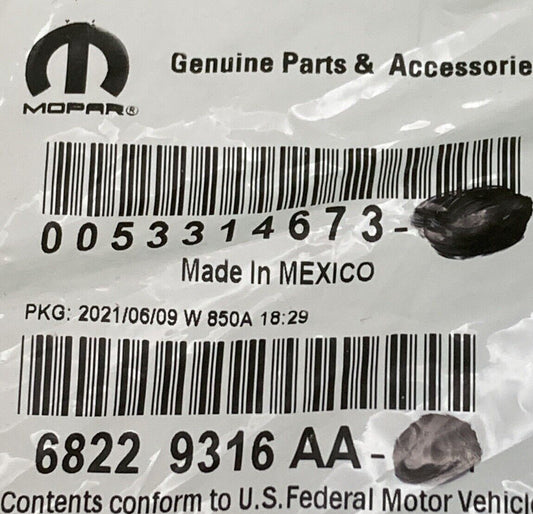 MOPAR®
Genuine Parts & Accessorie
0053314673-
Made In MEXICO
PKG: 2021/06/09 W 850A 18:29
6822 9316 AA-
Contents conform to U.S. Federal Motor Vehicl